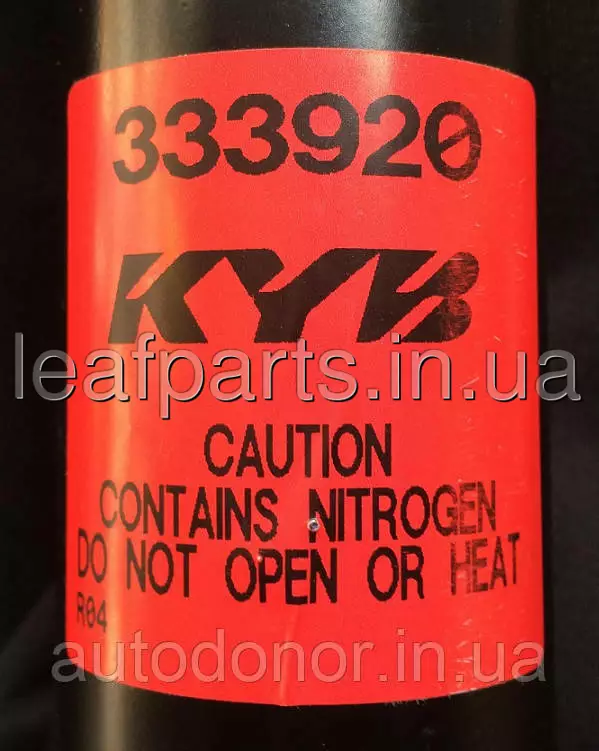 333920
KYB
leafparts.in.ua
CAUTION
CONTAINS NITROGEN
DO NOT OPEN OR HEAT
R04
autodonor.in.ua